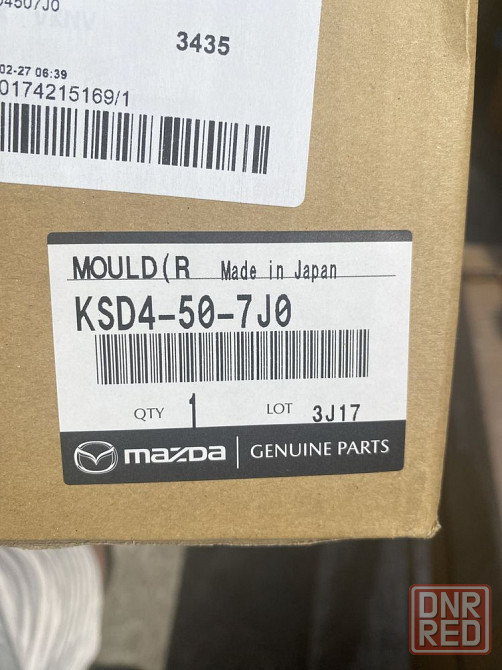 3435
02-27 06:39
0174215169/1
MOULD(R Made in Japan
KSD4-50-7J0
QTY 1 LOT 3J17
mazda GENUINE PARTS
DNR
RED